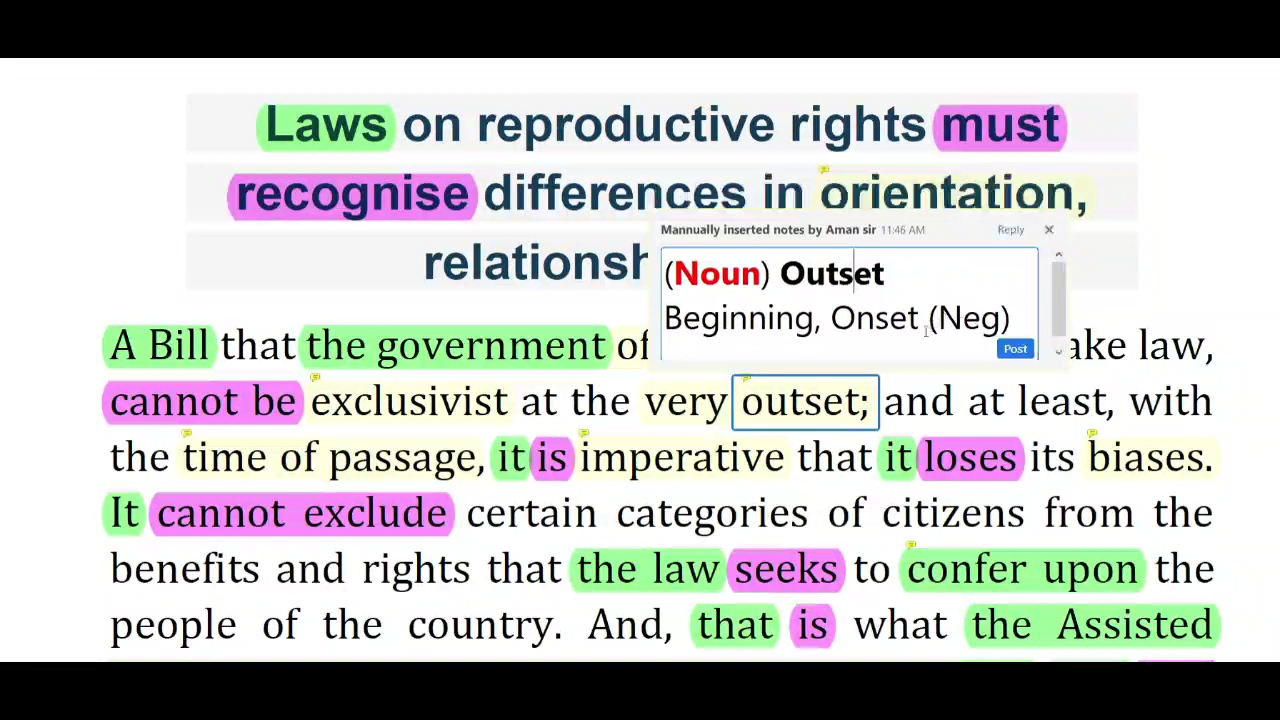 Laws on reproductive rights must
recognise differences in orientation,
relationsh
Mannually inserted notes by Aman sir 11:46 AM Reply
(Noun) Outset
Beginning, Onset (Neg)
Post
A Bill that the government of ake law,
cannot be exclusivist at the very outset; and at least, with
the time of passage, it is imperative that it loses its biases.
It cannot exclude certain categories of citizens from the
benefits and rights that the law seeks to confer upon the
people of the country. And, that is what the Assisted